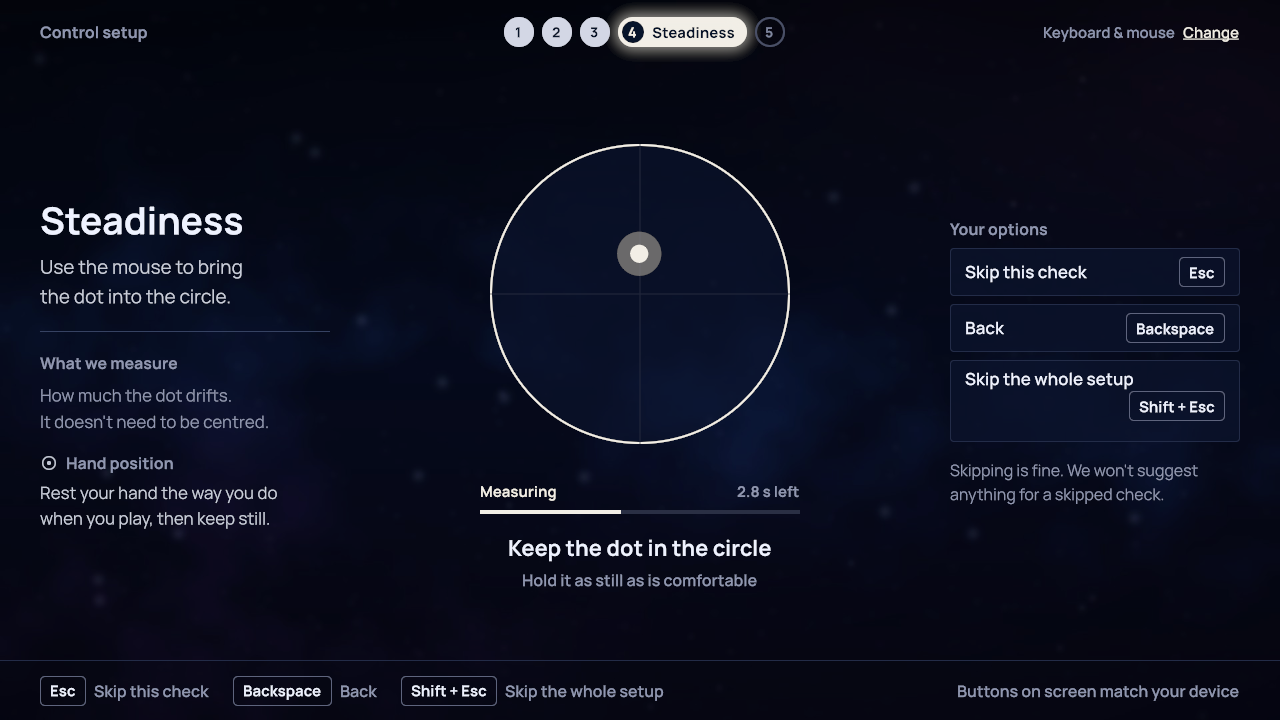 Control setup
1 2 3 4 Steadiness 5
Keyboard & mouse Change
Steadiness
Use the mouse to bring
the dot into the circle.
What we measure
How much the dot drifts.
It doesn't need to be centred.
Hand position
Rest your hand the way you do
when you play, then keep still.
Measuring 2.8 s left
Keep the dot in the circle
Hold it as still as is comfortable
Your options
Skip this check Esc
Back Backspace
Skip the whole setup
Shift + Esc
Skipping is fine. We won't suggest
anything for a skipped check.
Esc Skip this check Backspace Back Shift + Esc Skip the whole setup
Buttons on screen match your device